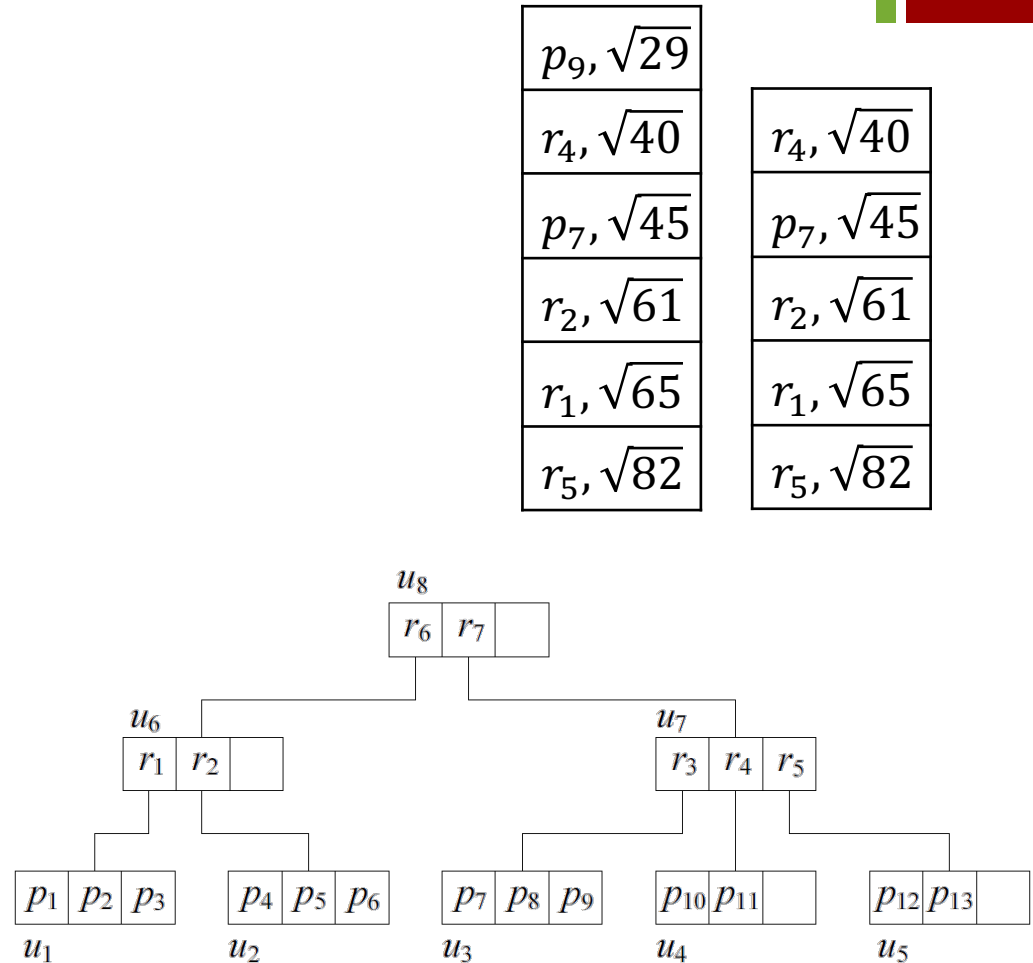 p₉, √29
r₄, √40
p₇, √45
r₂, √61
r₁, √65
r₅, √82
r₄, √40
p₇, √45
r₂, √61
r₁, √65
r₅, √82
u₈
r₆ r₇
u₆ u₇
r₁ r₂ r₃ r₄ r₅
p₁ p₂ p₃ p₄ p₅ p₆ p₇ p₈ p₉ p₁₀ p₁₁ p₁₂ p₁₃
u₁ u₂ u₃ u₄ u₅